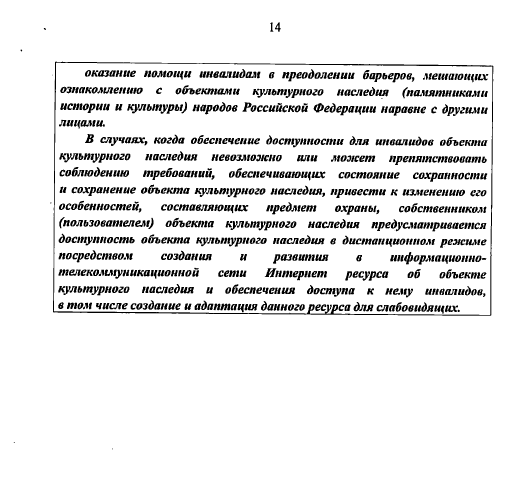 14
оказание помощи инвалидам в преодолении барьеров, мешающих
ознакомлению с объектами культурного наследия (памятниками
истории и культуры) народов Российской Федерации наравне с другими
лицами.
В случаях, когда обеспечение доступности для инвалидов объекта
культурного наследия невозможно или может препятствовать
соблюдению требований, обеспечивающих состояние сохранности
и сохранение объекта культурного наследия, привести к изменению его
особенностей, составляющих предмет охраны, собственником
(пользователем) объекта культурного наследия предусматривается
доступность объекта культурного наследия в дистанционном режиме
посредством создания и развития в информационно-
телекоммуникационной сети Интернет ресурса об объекте
культурного наследия и обеспечения доступа к нему инвалидов,
в том числе создание и адаптация данного ресурса для слабовидящих.